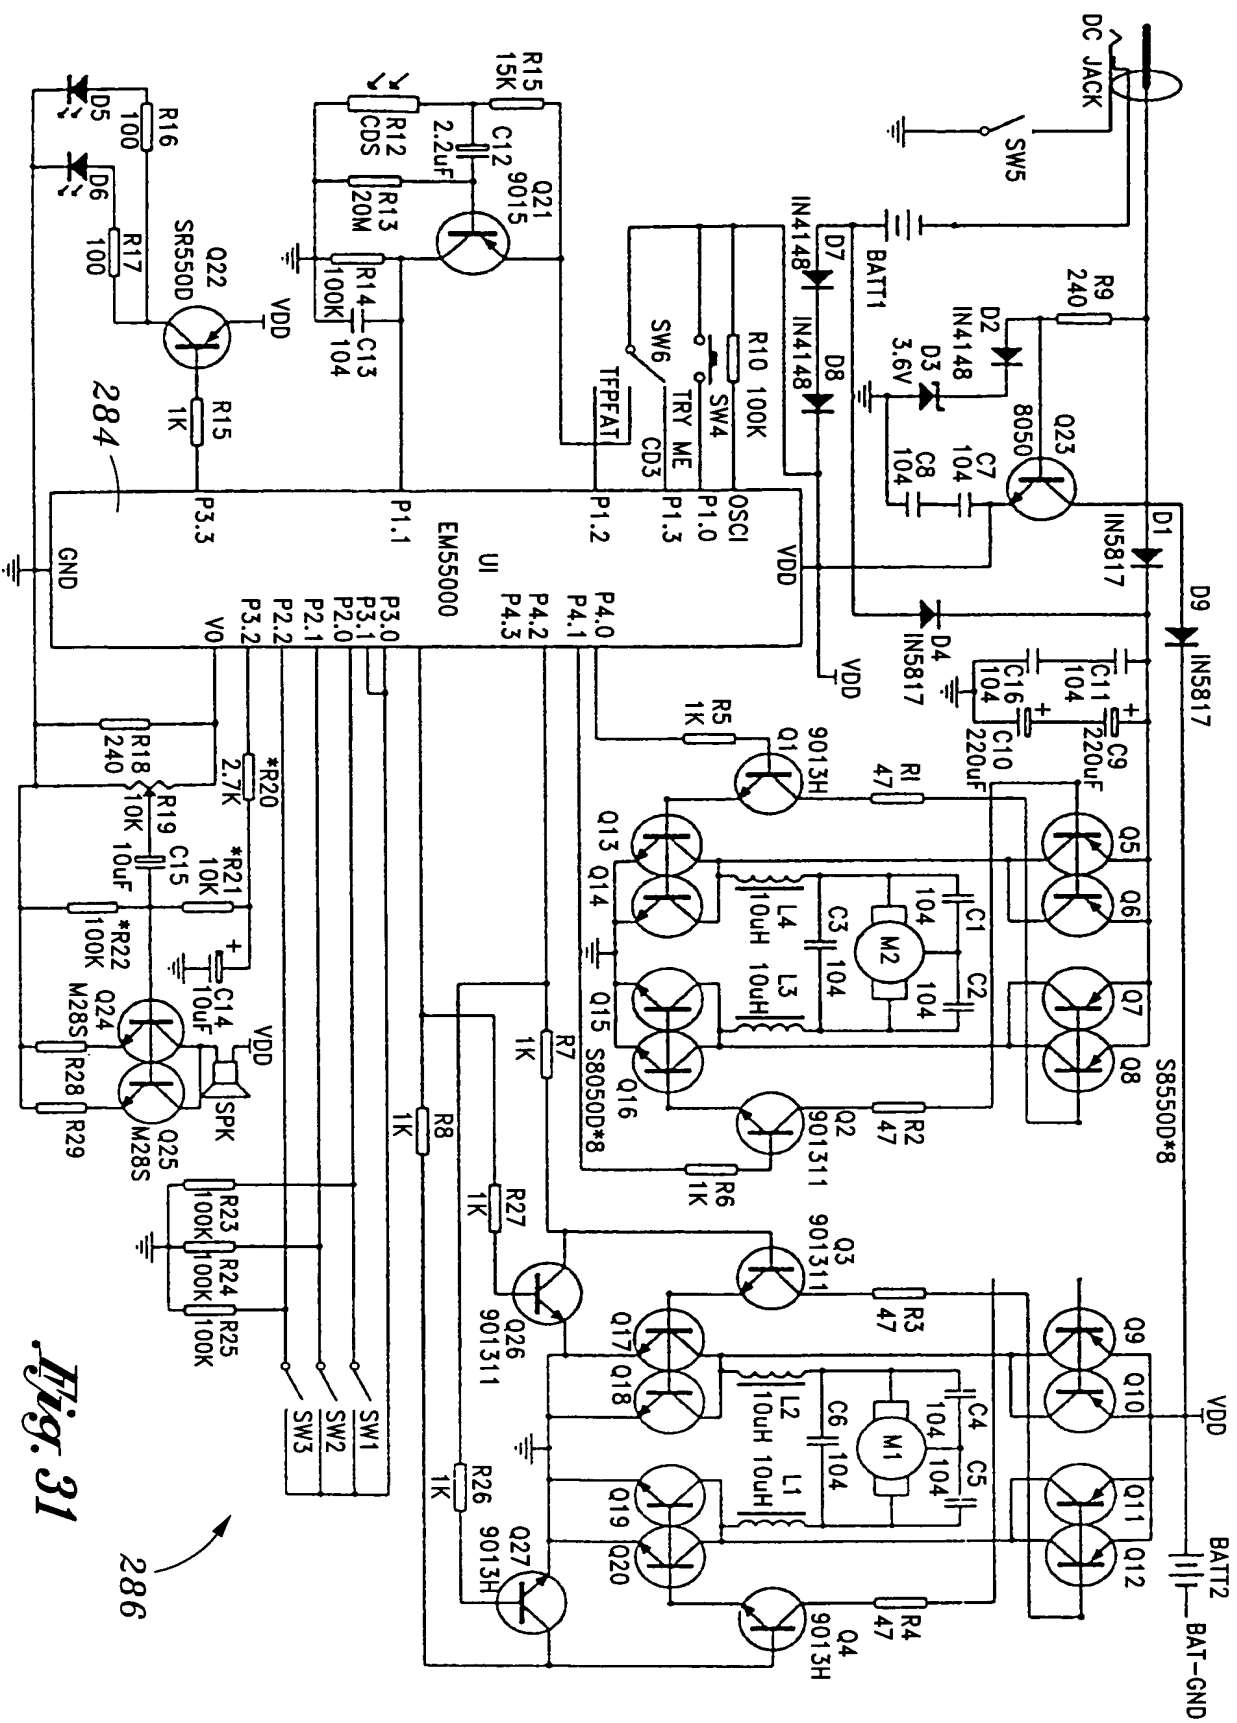 BATT2
BAT-GND
VDD
D9
IN5817
S8550D*8
D1
IN5817
Q5
Q6
Q7
Q8
Q9
Q10
Q11
Q12
DC JACK
R9
240
C11
104
C9
220uF
C16
104
C10
220uF
D2
IN4148
D3
3.6V
Q23
8050
C7
104
C8
104
D4
IN5817
SW5
C1
104
C2
104
C4
104
C5
104
R1
47
R2
47
R3
47
R4
47
M2
M1
BATT1
VDD
C3
104
C6
104
D7
IN4148
D8
IN4148
Q1
9013H
Q2
901311
Q3
901311
Q4
9013H
L4
10uH
L3
10uH
L2
10uH
L1
10uH
R5
1K
R6
1K
R10 100K
SW4
TRY ME
SW6
CD3
TFPFAT
Q13
Q14
Q15
Q16
S8050D*8
Q17
Q18
Q19
Q20
VDD
OSCI
P1.0
P1.3
P1.2
P1.1
P3.3
UI
EM55000
P4.0
P4.1
P4.2
P4.3
P3.0
P3.1
P2.0
P2.1
P2.2
P3.2
VO
GND
R7
1K
R15
15K
C12
2.2uF
Q21
9015
R12
CDS
R13
20M
R14
100K
C13
104
R27
1K
Q26
901311
R26
1K
Q27
9013H
R8
1K
SW1
SW2
SW3
VDD
Q22
SR550D
R15
1K
R16
100
R17
100
D5
D6
284
*R20
2.7K
*R21
10K
R18
240
R19
10K
C15
10uF
*R22
100K
C14
10uF
VDD
SPK
Q24
M28S
Q25
M28S
R28
R29
R23
100K
R24
100K
R25
100K
286
Fig. 31